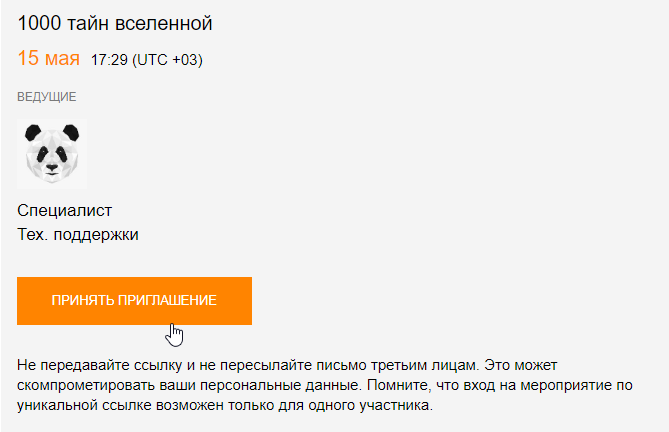 1000 тайн вселенной
15 мая 17:29 (UTC +03)
ВЕДУЩИЕ
Специалист
Тех. поддержки
ПРИНЯТЬ ПРИГЛАШЕНИЕ
Не передавайте ссылку и не пересылайте письмо третьим лицам. Это может
скомпрометировать ваши персональные данные. Помните, что вход на мероприятие по
уникальной ссылке возможен только для одного участника.